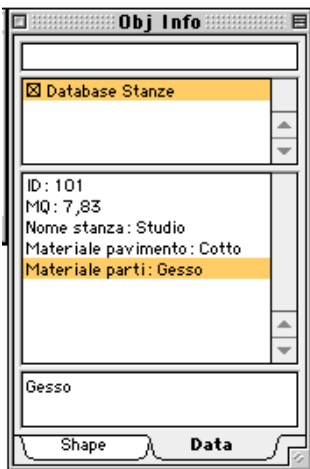 Obj Info
Database Stanze
ID: 101
MQ: 7,83
Nome stanza: Studio
Materiale pavimento: Cotto
Materiale parti: Gesso
Gesso
Shape
Data